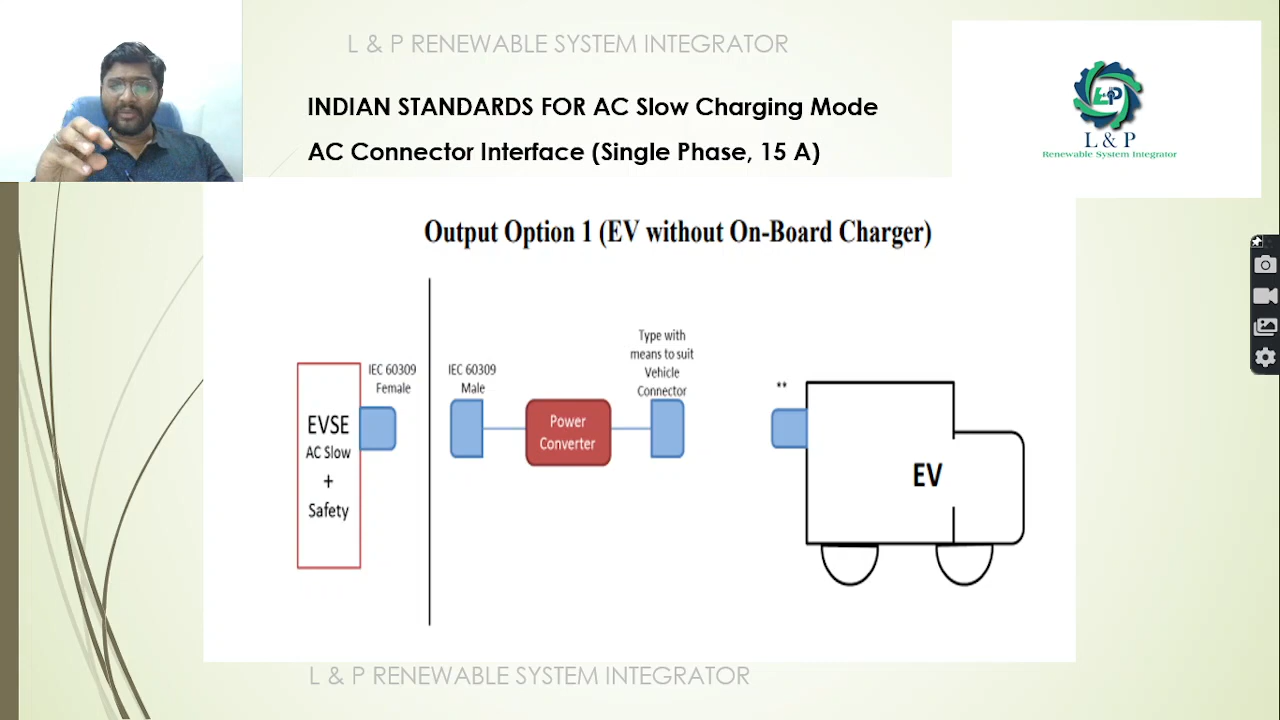 L & P RENEWABLE SYSTEM INTEGRATOR
INDIAN STANDARDS FOR AC Slow Charging Mode
AC Connector Interface (Single Phase, 15 A)
L&P
L & P
Renewable System Integrator
Output Option 1 (EV without On-Board Charger)
IEC 60309
Female
EVSE
AC Slow
+
Safety
IEC 60309
Male
Power
Converter
Type with
means to suit
Vehicle
Connector
**
EV
L & P RENEWABLE SYSTEM INTEGRATOR